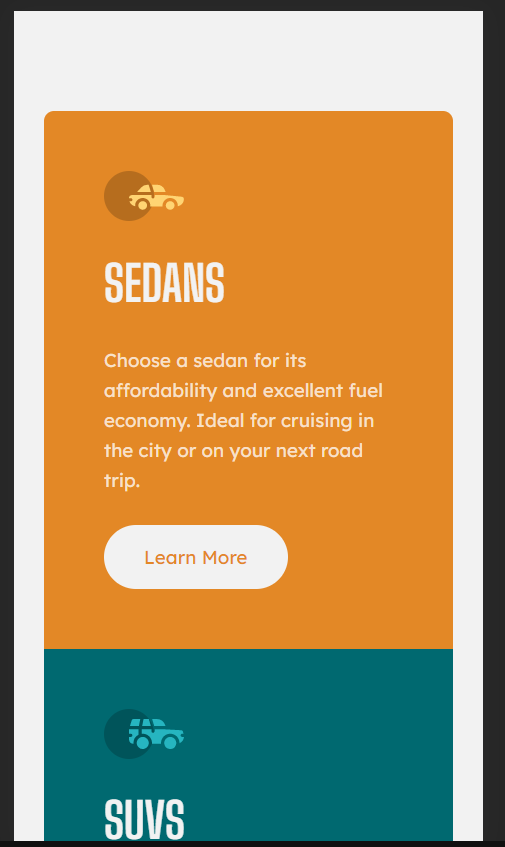 SEDANS
Choose a sedan for its
affordability and excellent fuel
economy. Ideal for cruising in
the city or on your next road
trip.
Learn More
SUVS